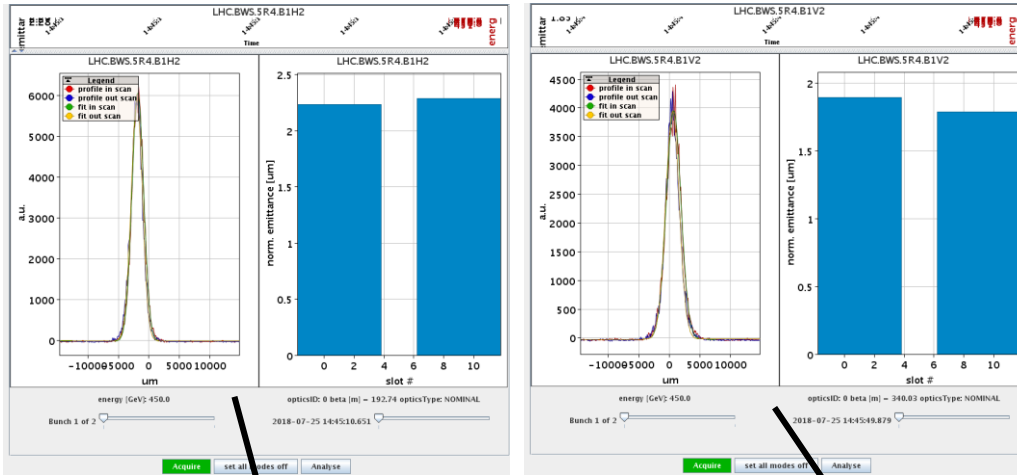 LHC.BWS.5R4.B1H2
Time
LHC.BWS.5R4.B1H2
Legend
profile in scan
profile out scan
fit in scan
fit out scan
6000
5000
4000
3000
2000
1000
0
a.u.
-10000 -5000 0 5000 10000
um
LHC.BWS.5R4.B1H2
2.5
2
1.5
1
0.5
0
norm. emittance [um]
0 2 4 6 8 10
slot #
energy [GeV]: 450.0
opticsID: 0 beta [m] = 192.74 opticsType: NOMINAL
Bunch 1 of 2
2018-07-25 14:45:10.651
Acquire set all modes off Analyse
LHC.BWS.5R4.B1V2
Time
LHC.BWS.5R4.B1V2
Legend
profile in scan
profile out scan
fit in scan
fit out scan
4500
4000
3500
3000
2500
2000
1500
1000
500
0
a.u.
-10000 -5000 0 5000 10000
um
LHC.BWS.5R4.B1V2
2
1.5
1
0.5
0
norm. emittance [um]
0 2 4 6 8 10
slot #
energy [GeV]: 450.0
opticsID: 0 beta [m] = 340.03 opticsType: NOMINAL
Bunch 1 of 2
2018-07-25 14:45:49.879
Acquire set all modes off Analyse